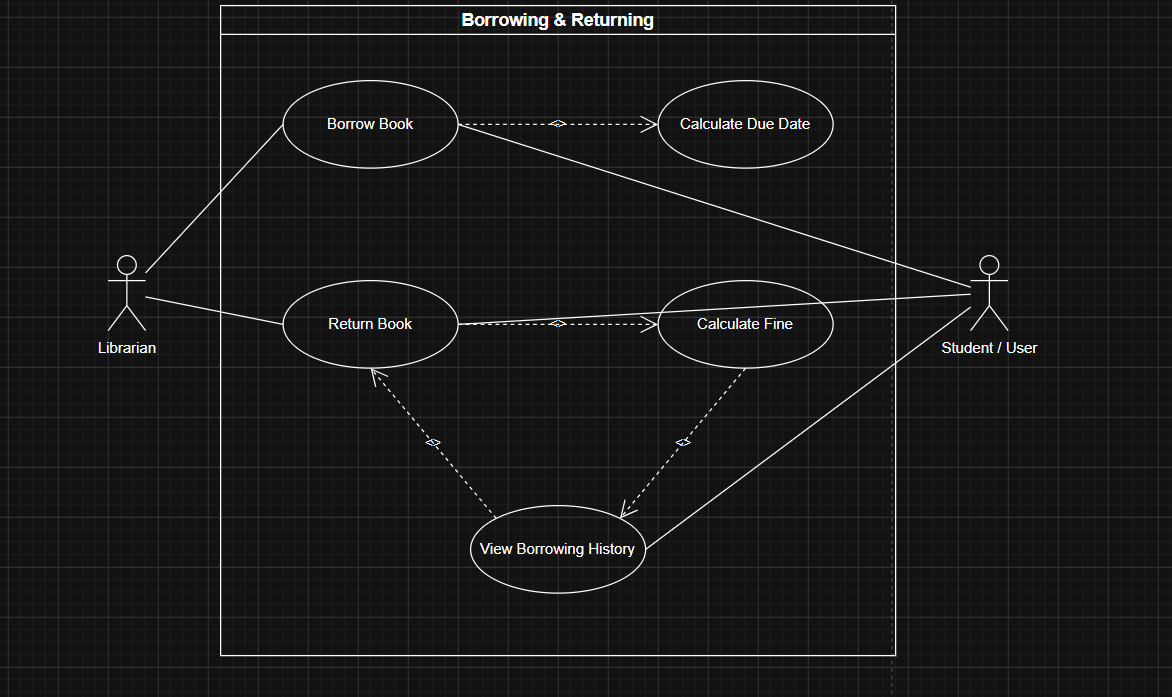 Borrowing & Returning
Borrow Book
<>
Calculate Due Date
Return Book
<>
Calculate Fine
Librarian
Student / User
<>
<>
View Borrowing History